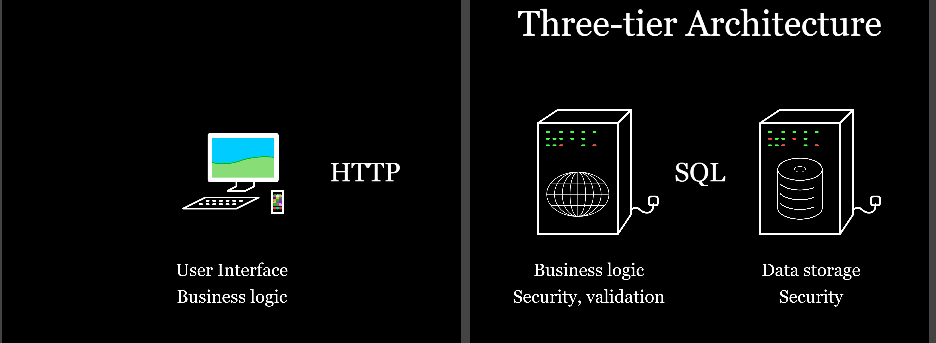 Three-tier Architecture
HTTP
SQL
User Interface
Business logic
Business logic
Security, validation
Data storage
Security